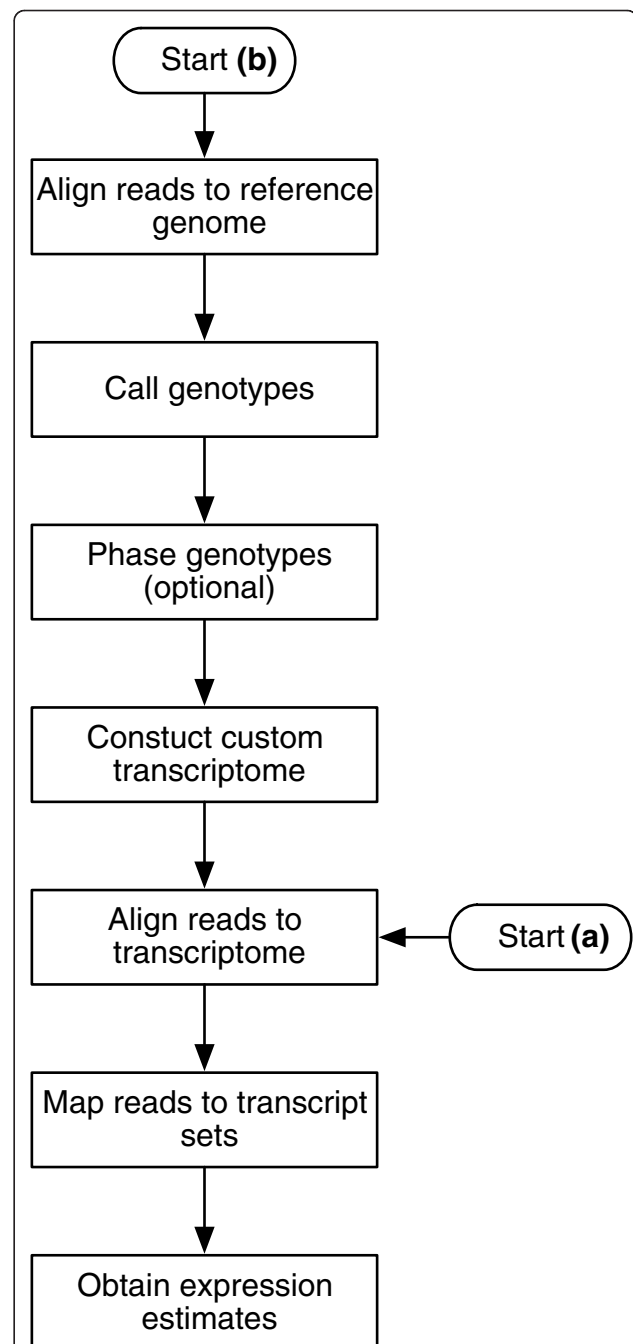 Start (b)
Align reads to reference
genome
Call genotypes
Phase genotypes
(optional)
Constuct custom
transcriptome
Align reads to
transcriptome
Start (a)
Map reads to transcript
sets
Obtain expression
estimates